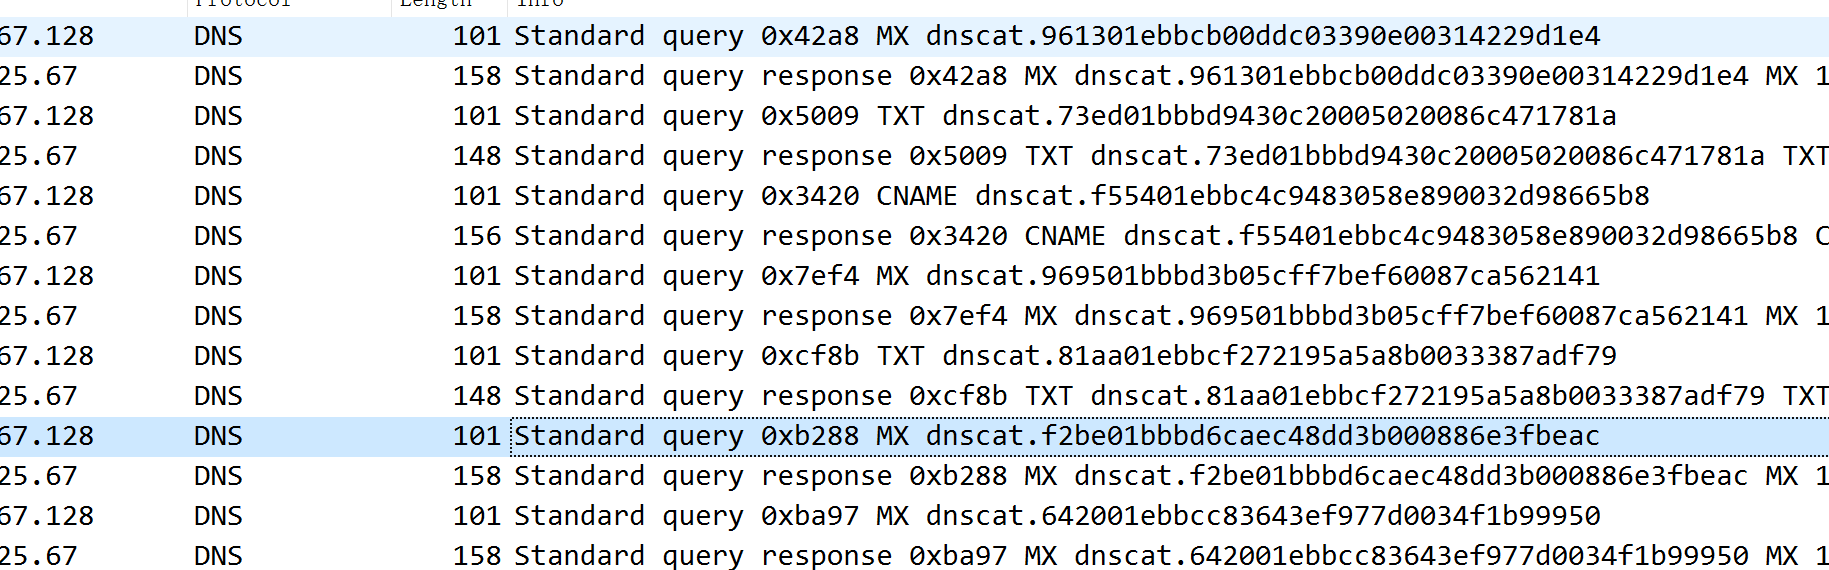 Protocol Length Info
67.128 DNS 101 Standard query 0x42a8 MX dnscat.961301ebbcb00ddc03390e00314229d1e4
25.67 DNS 158 Standard query response 0x42a8 MX dnscat.961301ebbcb00ddc03390e00314229d1e4 MX 1
67.128 DNS 101 Standard query 0x5009 TXT dnscat.73ed01bbbd9430c20005020086c471781a
25.67 DNS 148 Standard query response 0x5009 TXT dnscat.73ed01bbbd9430c20005020086c471781a TXT
67.128 DNS 101 Standard query 0x3420 CNAME dnscat.f55401ebbc4c9483058e890032d98665b8
25.67 DNS 156 Standard query response 0x3420 CNAME dnscat.f55401ebbc4c9483058e890032d98665b8 C
67.128 DNS 101 Standard query 0x7ef4 MX dnscat.969501bbbd3b05cff7bef60087ca562141
25.67 DNS 158 Standard query response 0x7ef4 MX dnscat.969501bbbd3b05cff7bef60087ca562141 MX 1
67.128 DNS 101 Standard query 0xcf8b TXT dnscat.81aa01ebbcf272195a5a8b0033387adf79
25.67 DNS 148 Standard query response 0xcf8b TXT dnscat.81aa01ebbcf272195a5a8b0033387adf79 TXT
67.128 DNS 101 Standard query 0xb288 MX dnscat.f2be01bbbd6caec48dd3b000886e3fbeac
25.67 DNS 158 Standard query response 0xb288 MX dnscat.f2be01bbbd6caec48dd3b000886e3fbeac MX 1
67.128 DNS 101 Standard query 0xba97 MX dnscat.642001ebbcc83643ef977d0034f1b99950
25.67 DNS 158 Standard query response 0xba97 MX dnscat.642001ebbcc83643ef977d0034f1b99950 MX 1